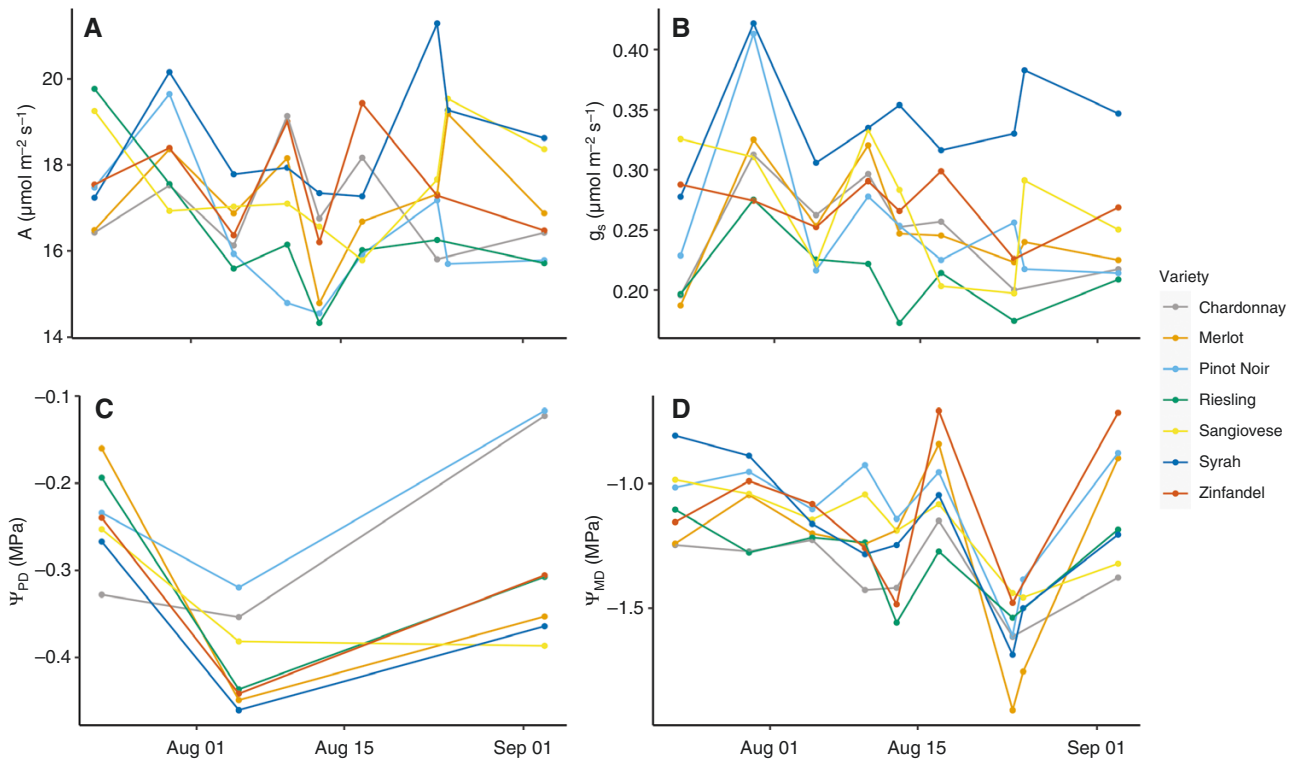 A
B
A (μmol m⁻² s⁻¹)
20
18
16
14
gₛ (μmol m⁻² s⁻¹)
0.40
0.35
0.30
0.25
0.20
C
D
Ψ_PD (MPa)
−0.1
−0.2
−0.3
−0.4
Aug 01
Aug 15
Sep 01
Ψ_MD (MPa)
−1.0
−1.5
Aug 01
Aug 15
Sep 01
Variety
Chardonnay
Merlot
Pinot Noir
Riesling
Sangiovese
Syrah
Zinfandel